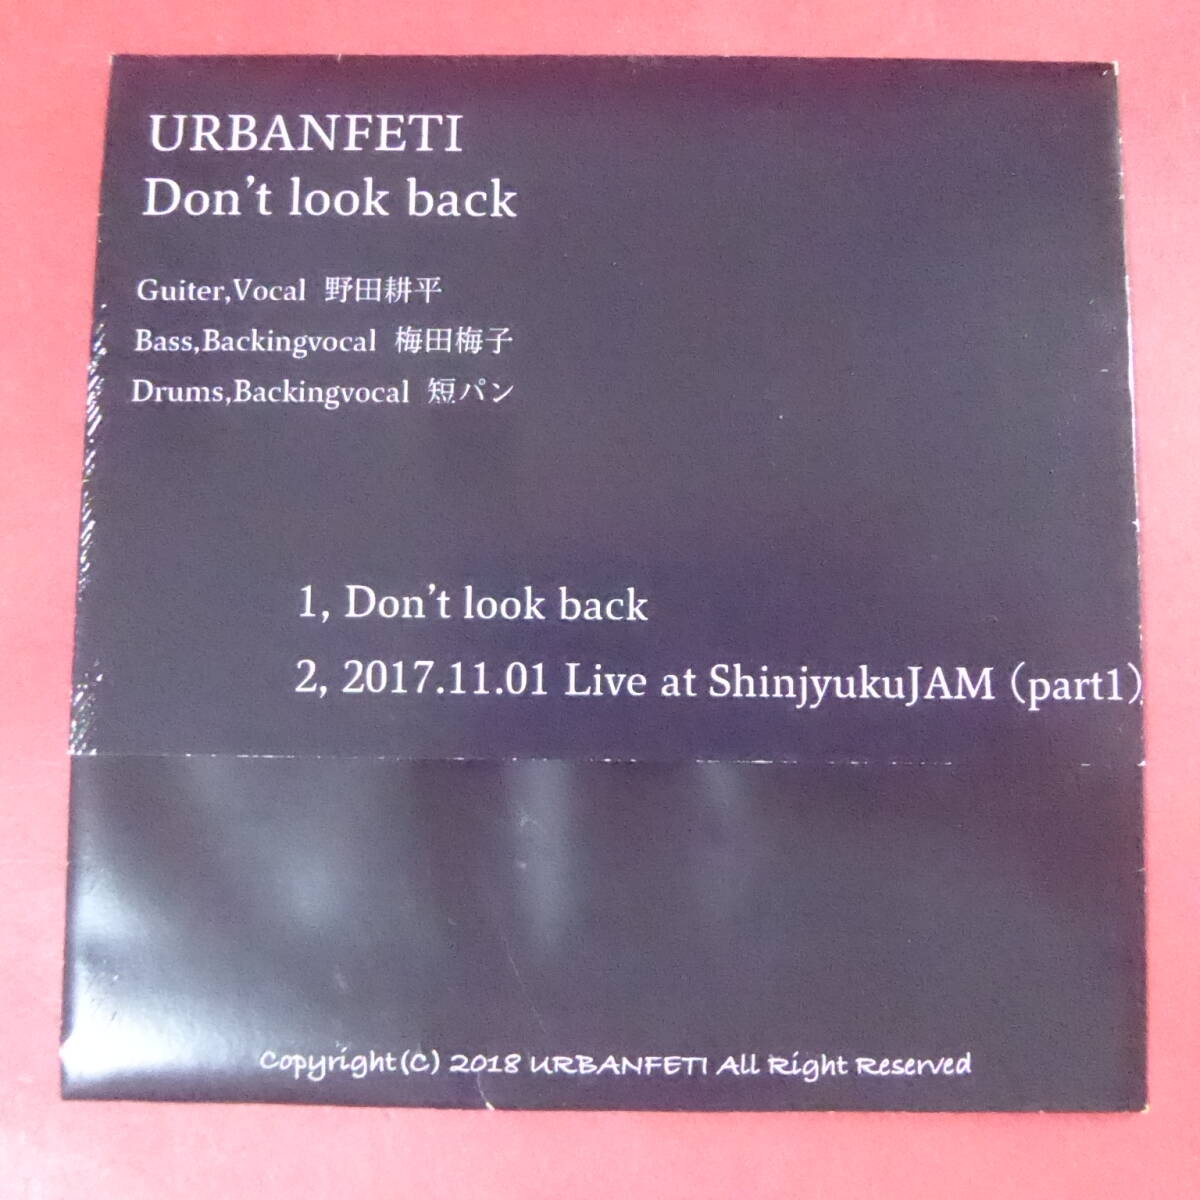 URBANFETI
Don't look back
Guiter,Vocal 野田耕平
Bass,Backingvocal 梅田梅子
Drums,Backingvocal 短パン
1, Don't look back
2, 2017.11.01 Live at ShinjyukuJAM（part1）
Copyright(C) 2018 URBANFETI All Right Reserved